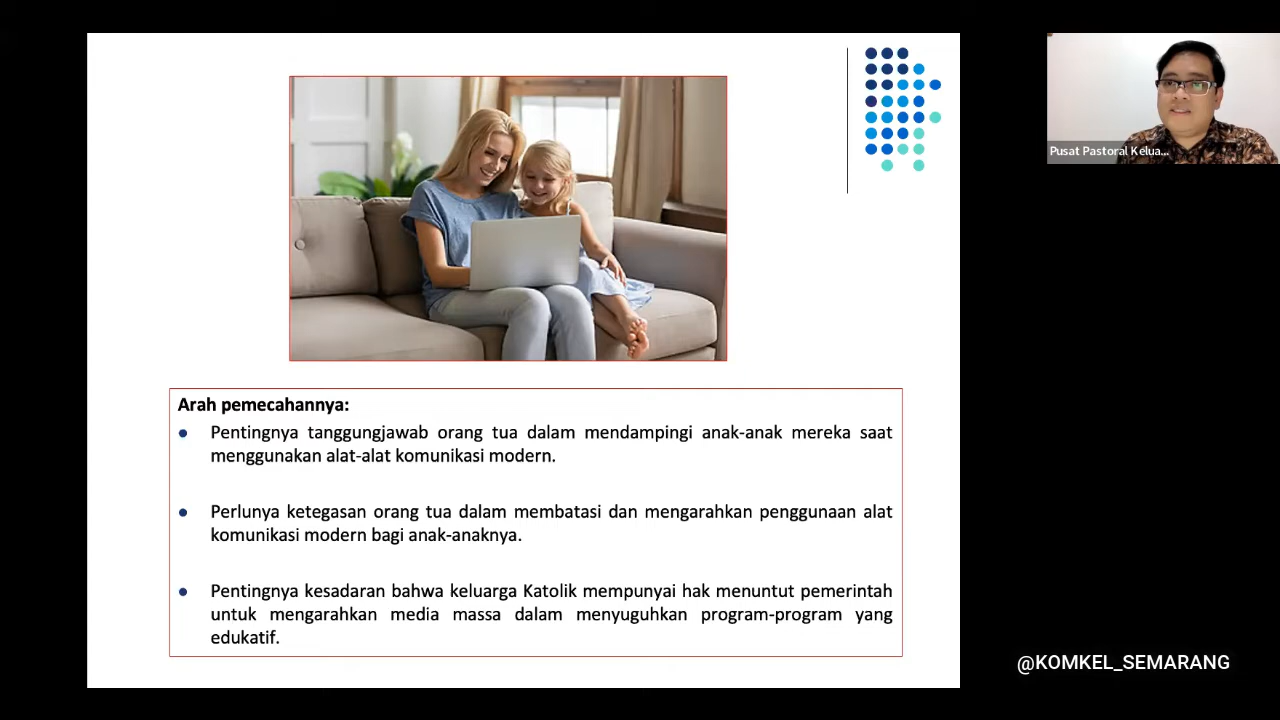 Pusat Pastoral Kelua...
Arah pemecahannya:
Pentingnya tanggungjawab orang tua dalam mendampingi anak-anak mereka saat
menggunakan alat-alat komunikasi modern.
Perlunya ketegasan orang tua dalam membatasi dan mengarahkan penggunaan alat
komunikasi modern bagi anak-anaknya.
Pentingnya kesadaran bahwa keluarga Katolik mempunyai hak menuntut pemerintah
untuk mengarahkan media massa dalam menyuguhkan program-program yang
edukatif.
@KOMKEL_SEMARANG